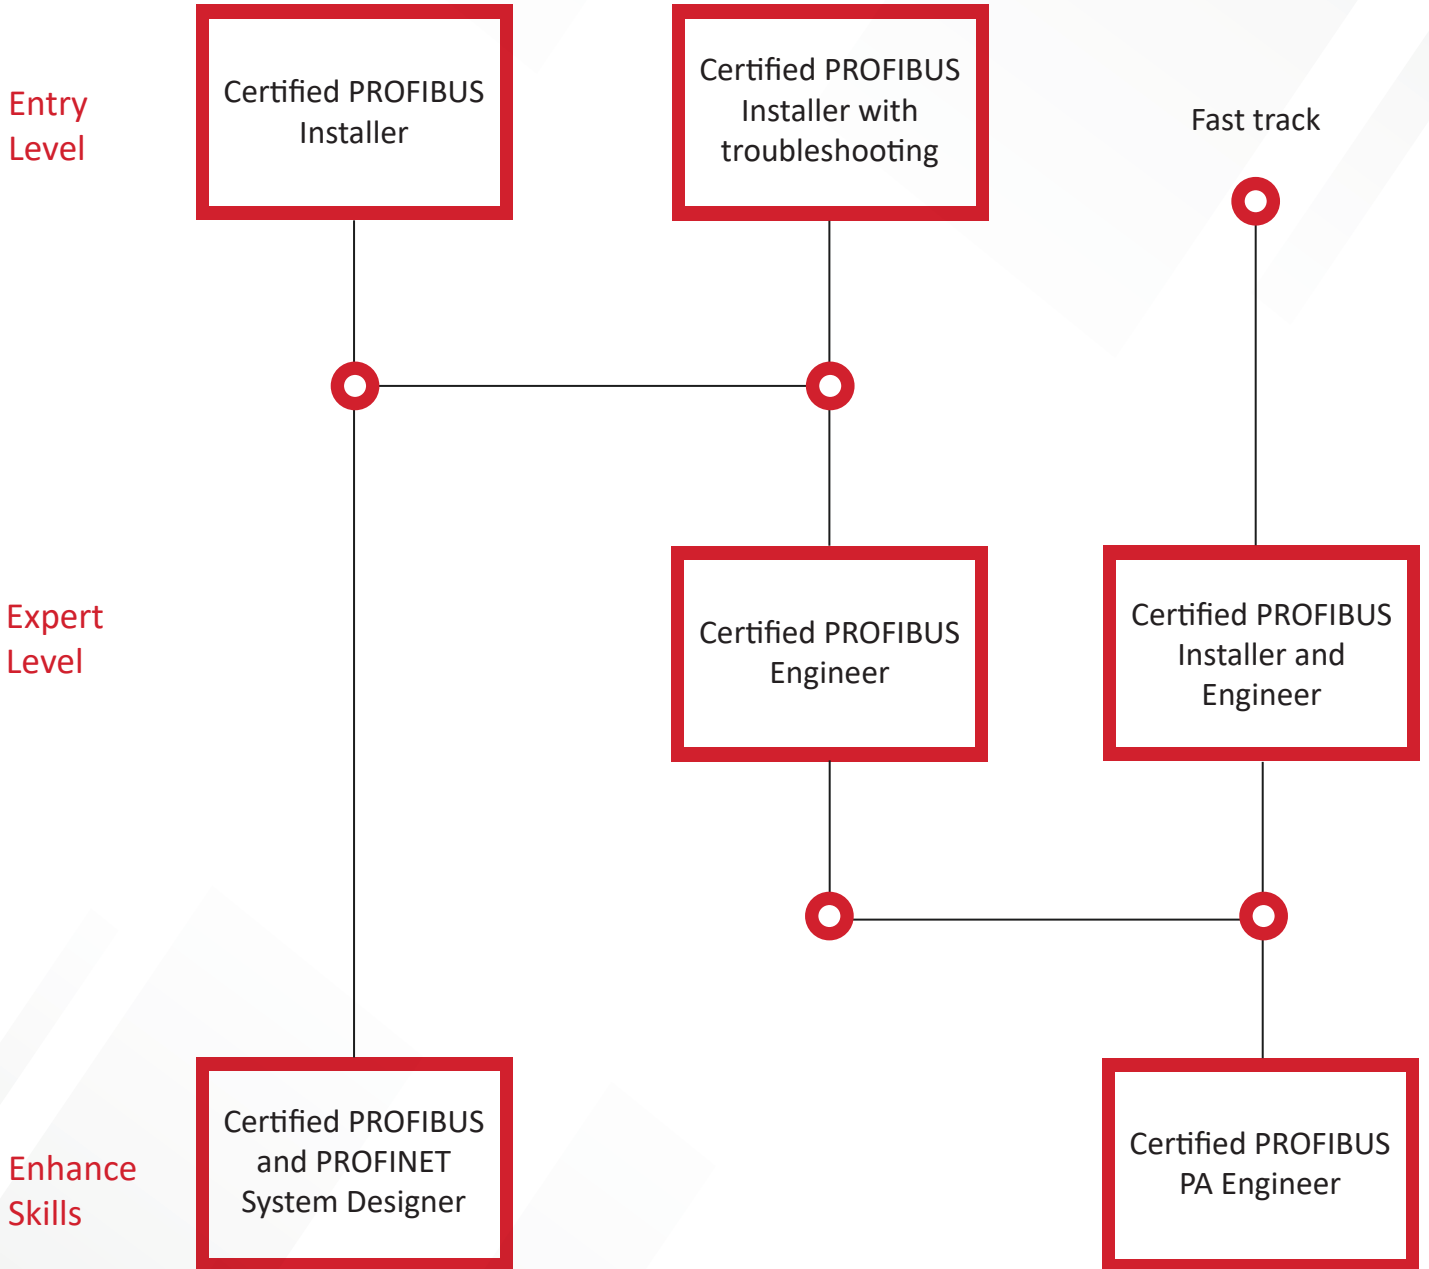 Entry
Level
Certified PROFIBUS
Installer
Certified PROFIBUS
Installer with
troubleshooting
Fast track
Expert
Level
Certified PROFIBUS
Engineer
Certified PROFIBUS
Installer and
Engineer
Enhance
Skills
Certified PROFIBUS
and PROFINET
System Designer
Certified PROFIBUS
PA Engineer